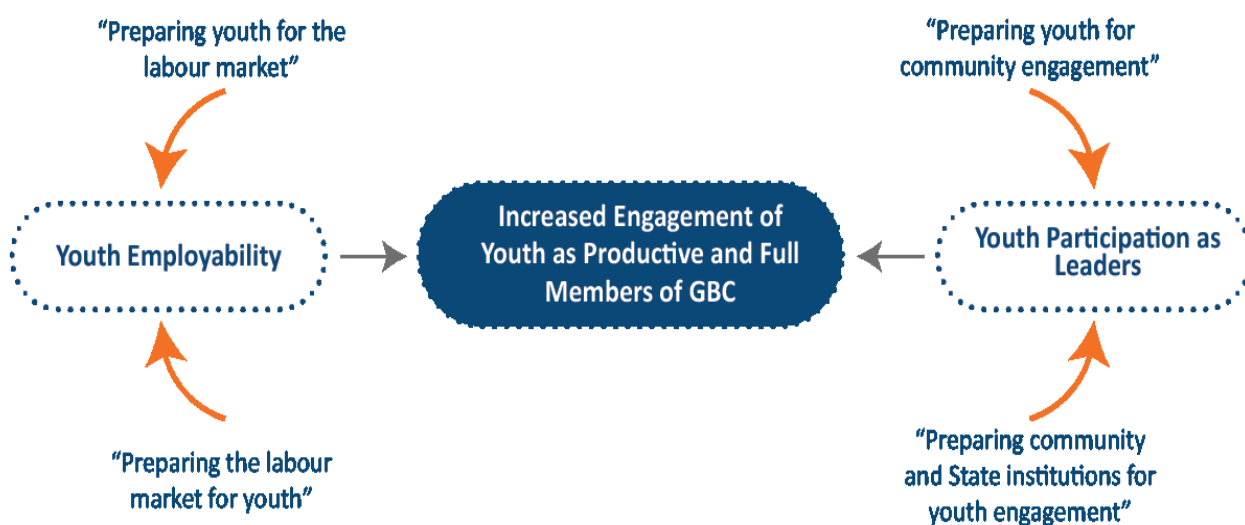 “Preparing youth for the
labour market”
“Preparing youth for
community engagement”
Youth Employability
Increased Engagement of
Youth as Productive and Full
Members of GBC
Youth Participation as
Leaders
“Preparing the labour
market for youth”
“Preparing community
and State institutions for
youth engagement”